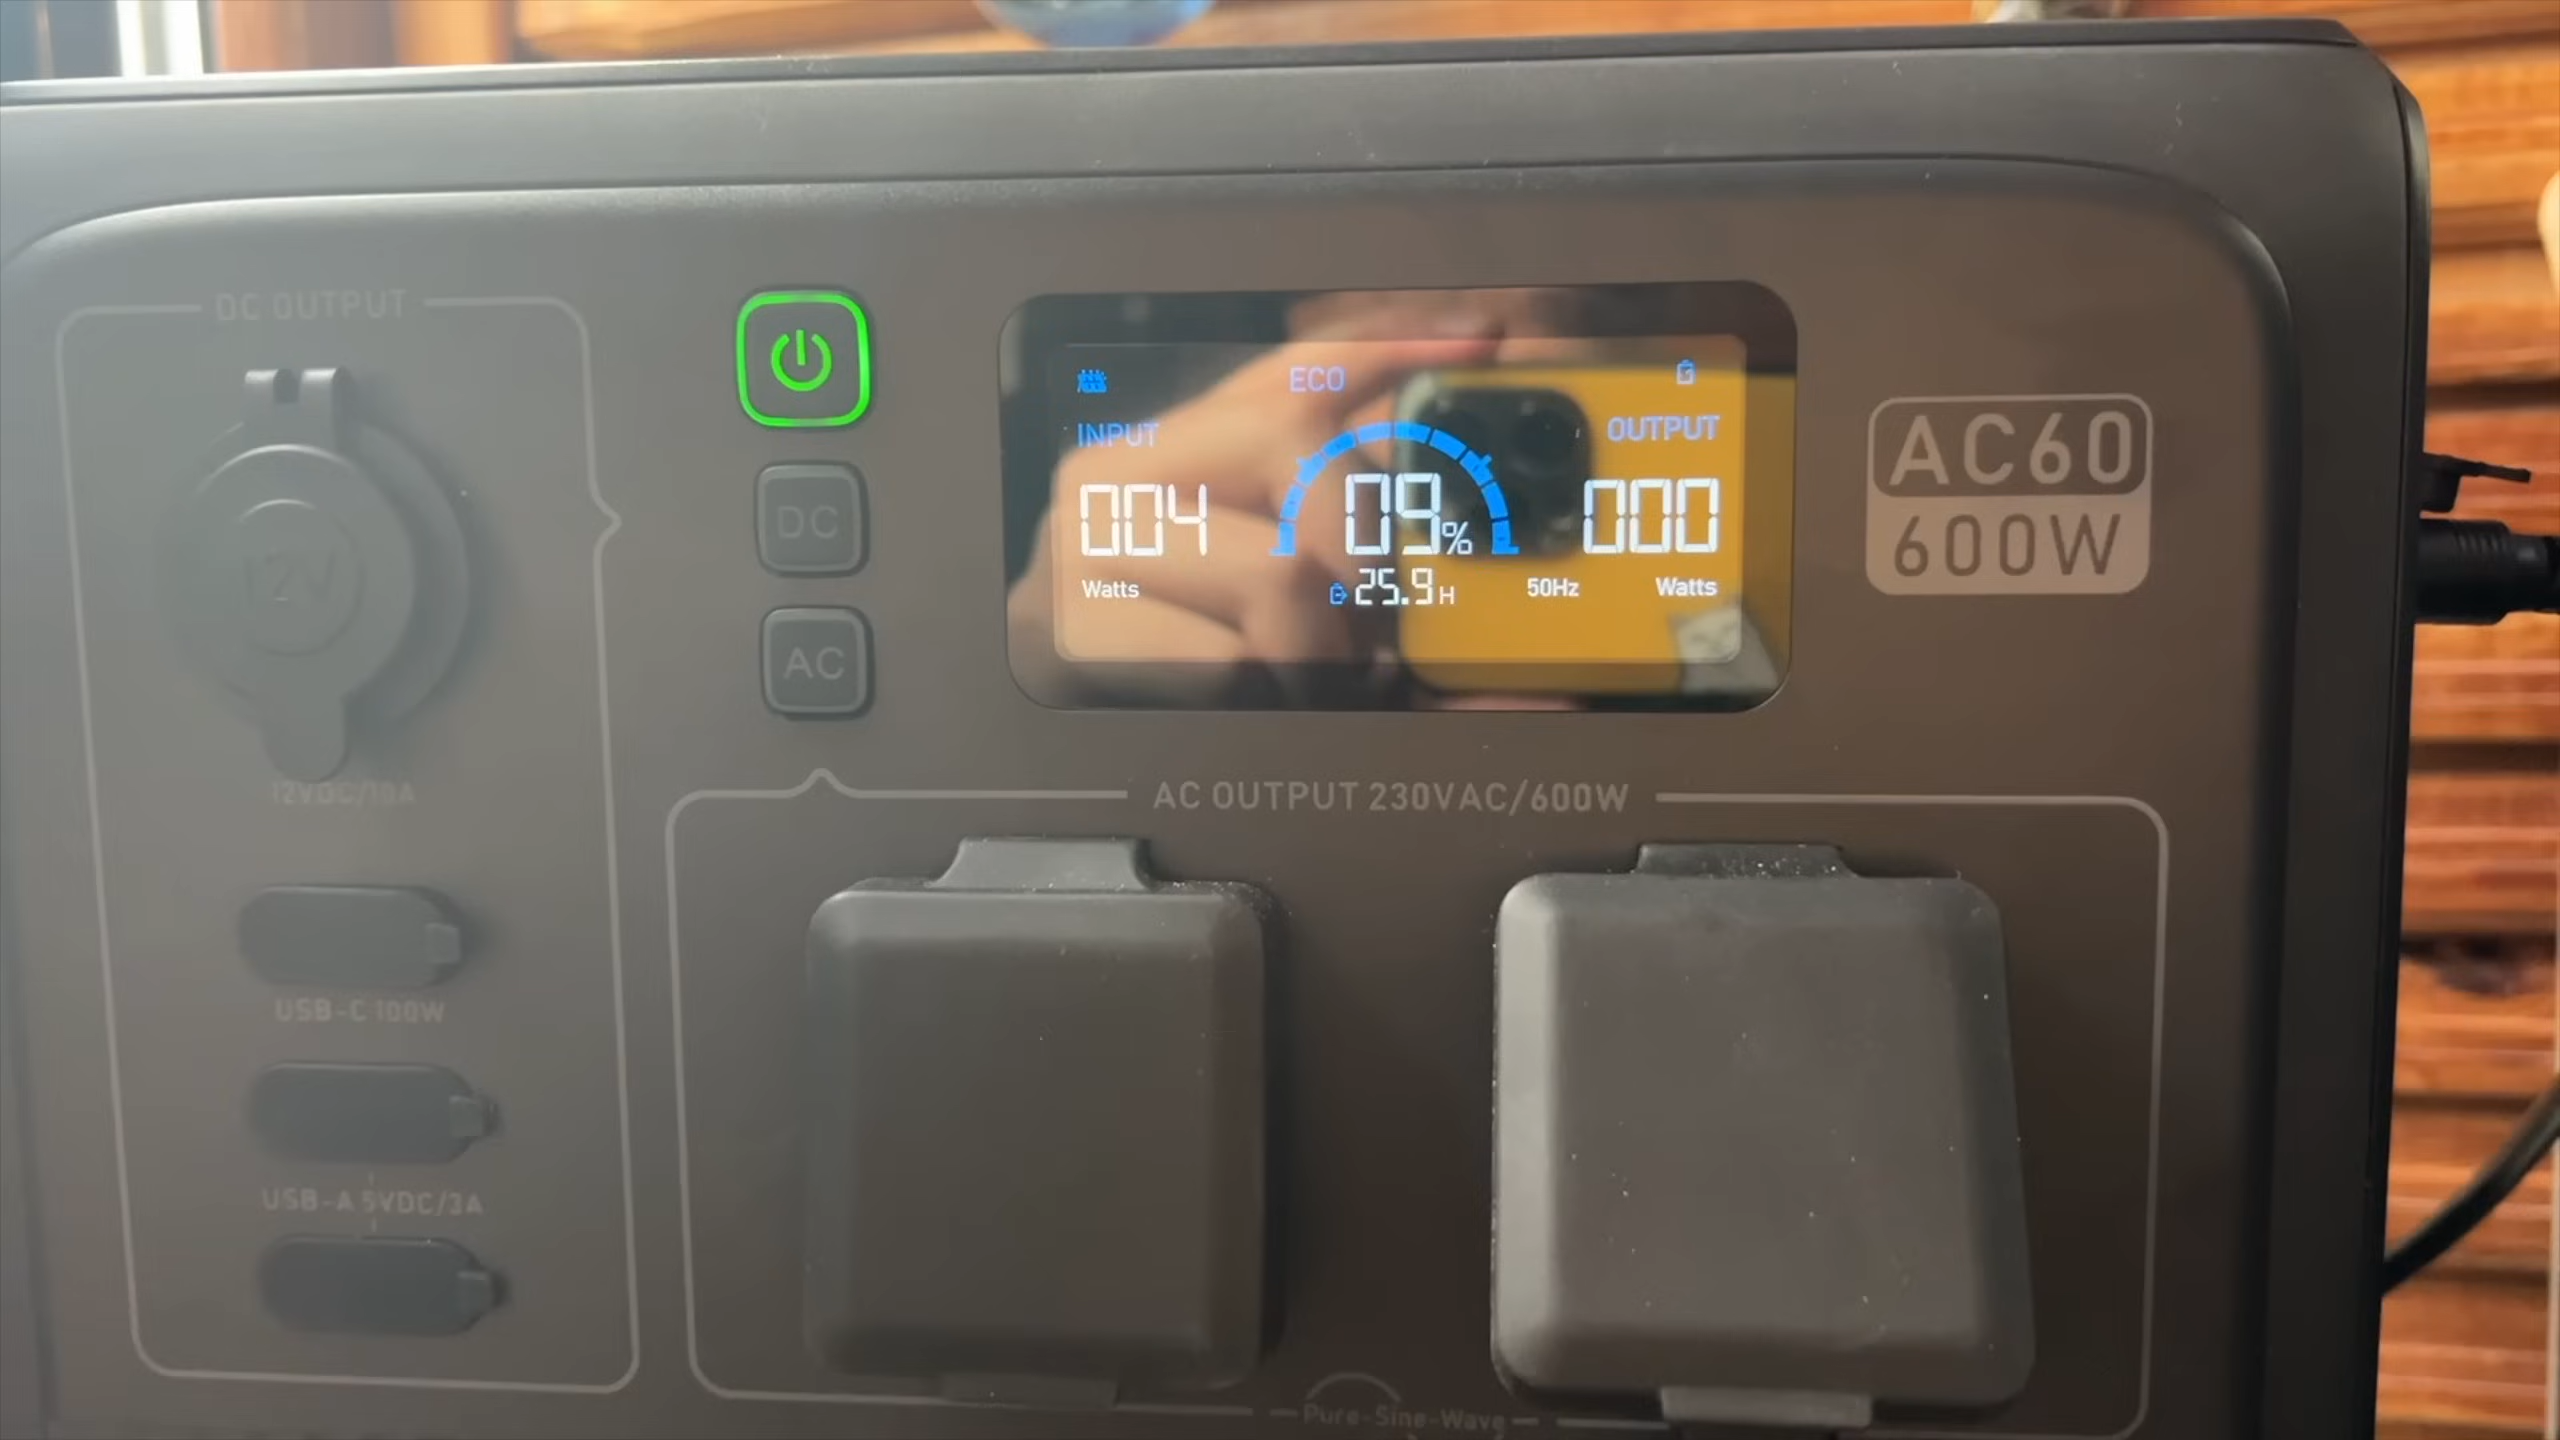 DC OUTPUT
12V
12VDC/10A
USB-C 100W
USB-A 5VDC/3A
DC
AC
ECO
INPUT
OUTPUT
004
09%
000
Watts
25.9H
50Hz
Watts
AC60
600W
AC OUTPUT 230VAC/600W
Pure-Sine-Wave